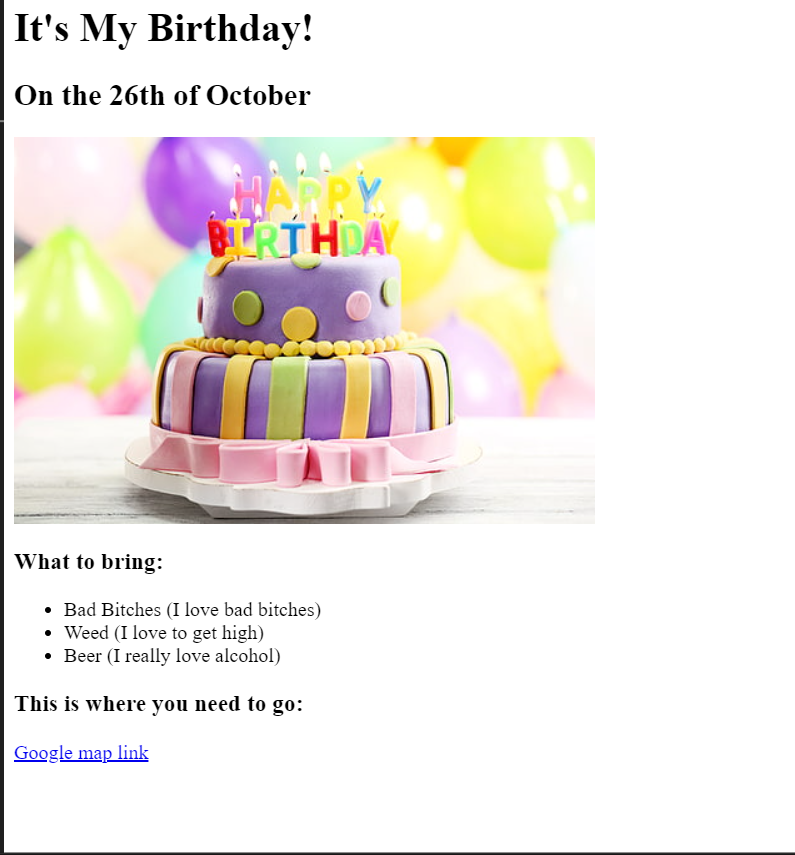 It's My Birthday!
On the 26th of October
HAPPY
BIRTHDAY
What to bring:
Bad Bitches (I love bad bitches)
Weed (I love to get high)
Beer (I really love alcohol)
This is where you need to go:
Google map link